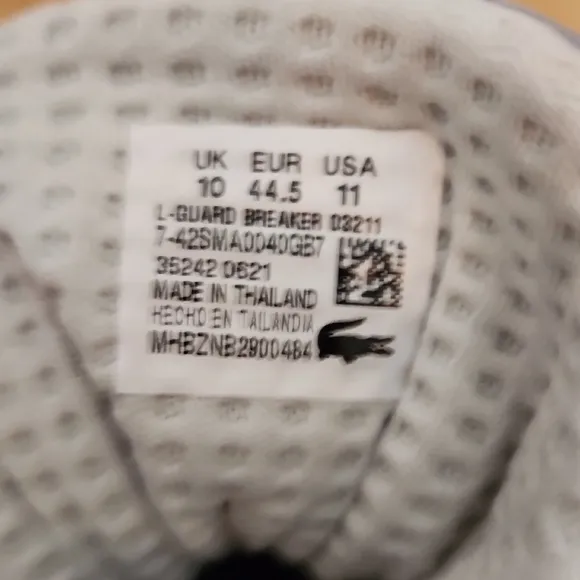 UK EUR USA
10 44.5 11
L-GUARD BREAKER 03211
7-42SMA0040GB7
35242 0621
MADE IN THAILAND
HECHO EN TAILANDIA
MHBZNB2900484